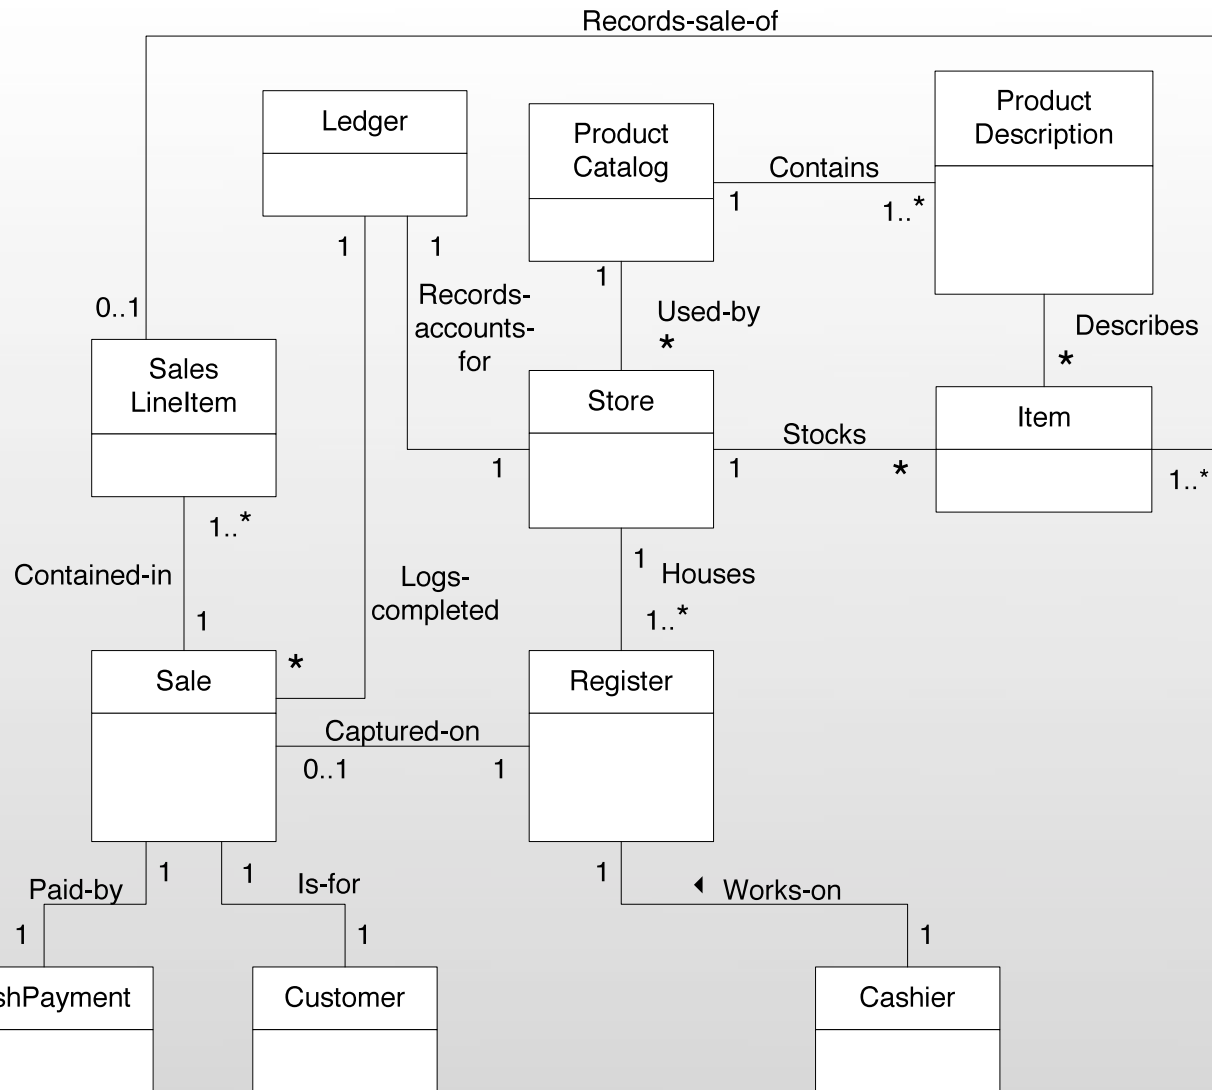 Records-sale-of
Ledger
Product
Catalog
Product
Description
Contains
1
1..*
1
1
1
Records-
accounts-
for
Used-by
*
0..1
Describes
*
Sales
LineItem
Store
Item
Stocks
1
1
*
1..*
1..*
1
Houses
Contained-in
Logs-
completed
1
1..*
*
Sale
Register
Captured-on
0..1
1
1
1
1
Paid-by
Is-for
◀ Works-on
1
1
1
shPayment
Customer
Cashier